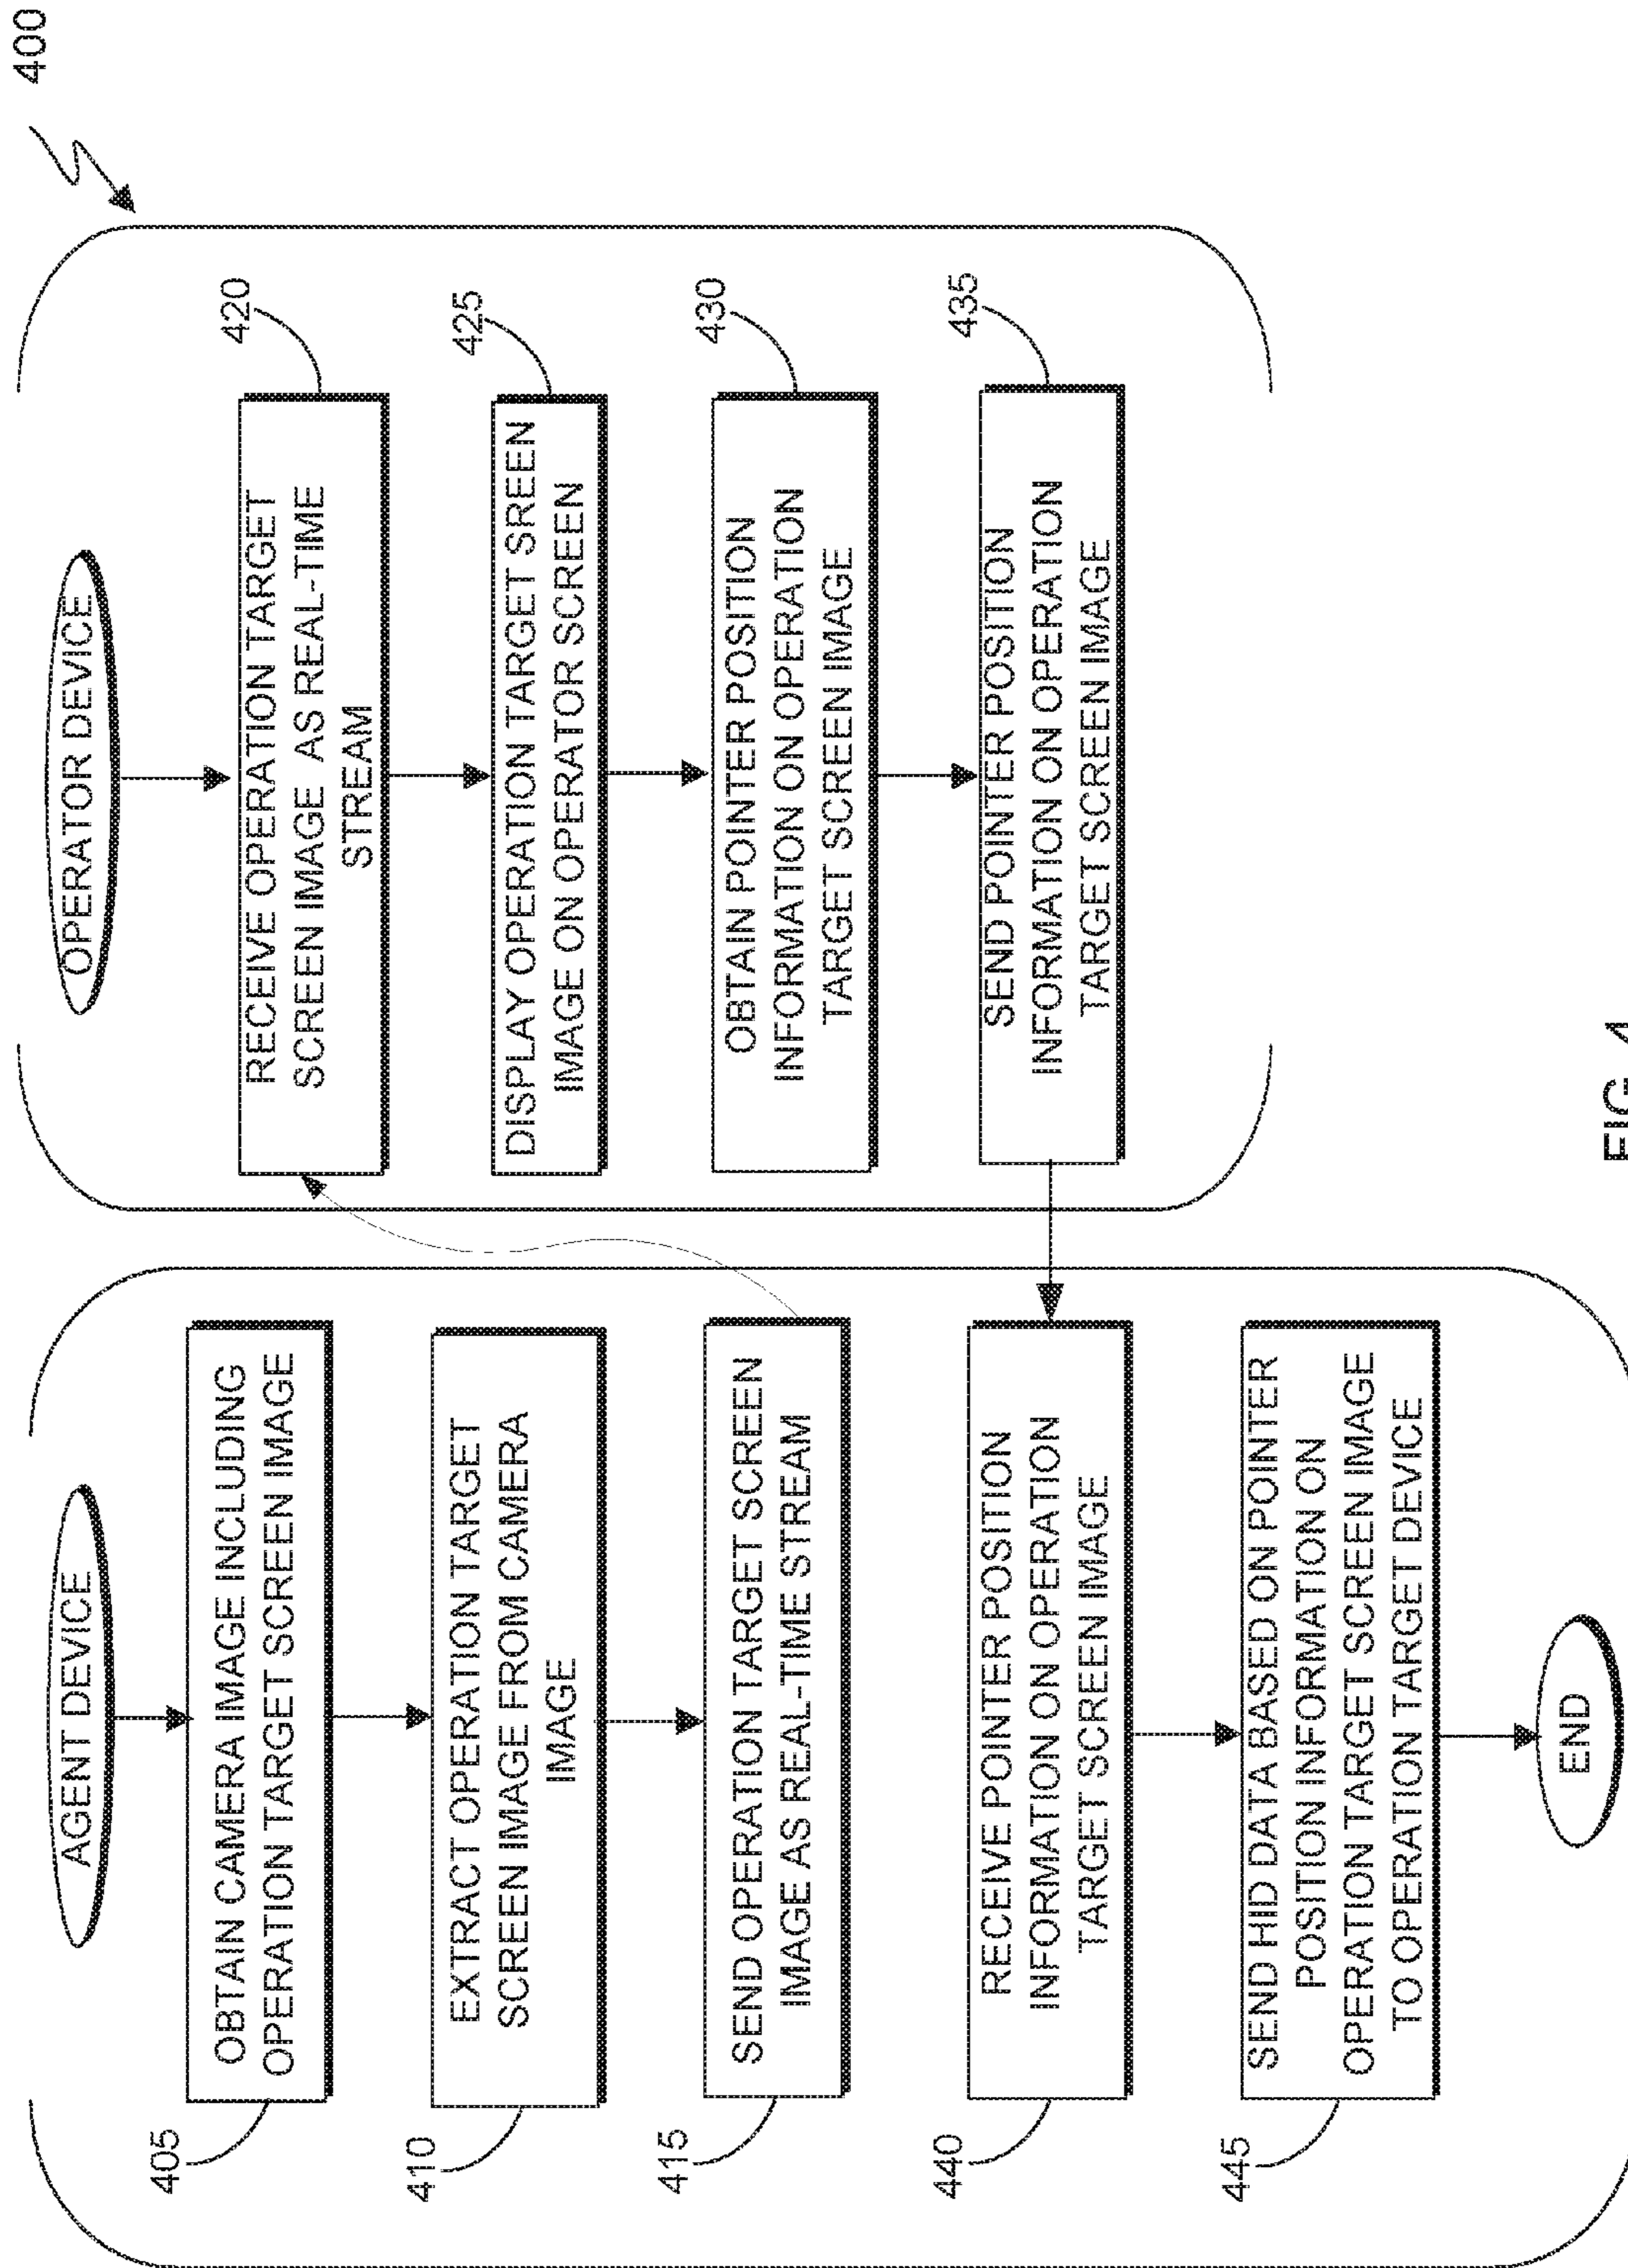 400
AGENT DEVICE
405
OBTAIN CAMERA IMAGE INCLUDING
OPERATION TARGET SCREEN IMAGE
410
EXTRACT OPERATION TARGET
SCREEN IMAGE FROM CAMERA
IMAGE
415
SEND OPERATION TARGET SCREEN
IMAGE AS REAL-TIME STREAM
440
RECEIVE POINTER POSITION
INFORMATION ON OPERATION
TARGET SCREEN IMAGE
445
SEND HID DATA BASED ON POINTER
POSITION INFORMATION ON
OPERATION TARGET SCREEN IMAGE
TO OPERATION TARGET DEVICE
END
OPERATOR DEVICE
420
RECEIVE OPERATION TARGET
SCREEN IMAGE AS REAL-TIME
STREAM
425
DISPLAY OPERATION TARGET SREEN
IMAGE ON OPERATOR SCREEN
430
OBTAIN POINTER POSITION
INFORMATION ON OPERATION
TARGET SCREEN IMAGE
435
SEND POINTER POSITION
INFORMATION ON OPERATION
TARGET SCREEN IMAGE
FIG. 4